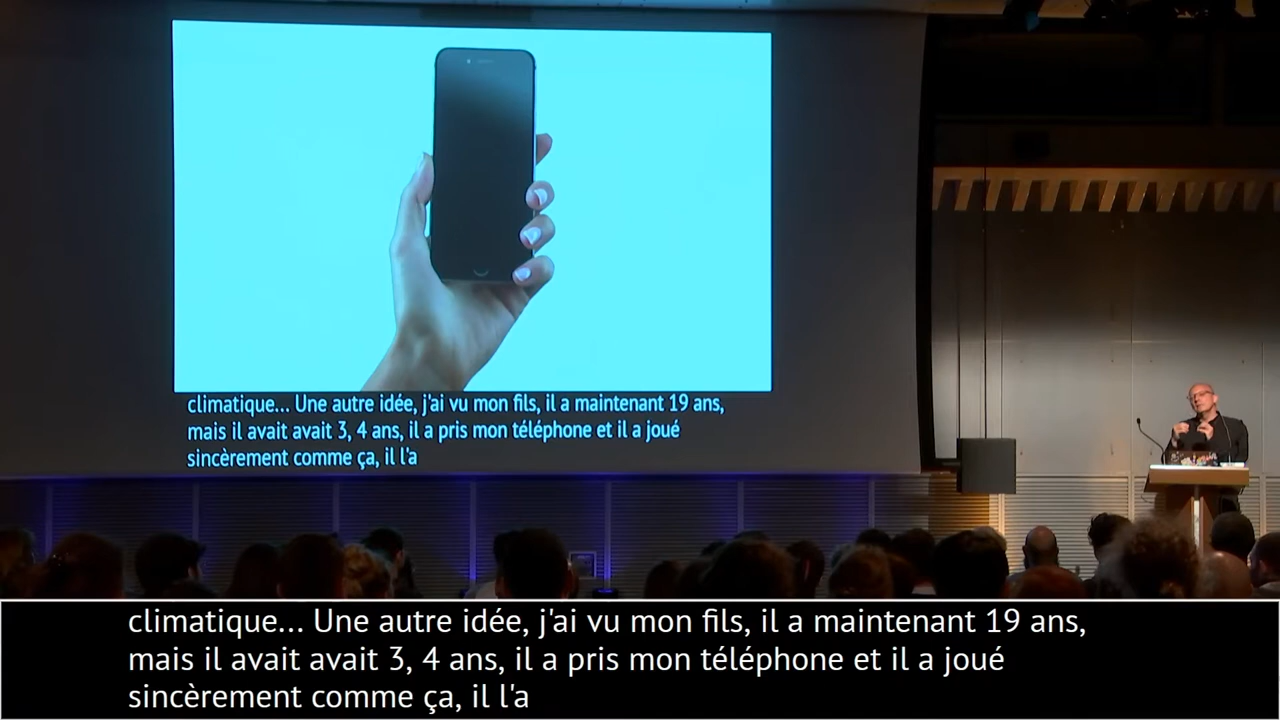 climatique... Une autre idée, j'ai vu mon fils, il a maintenant 19 ans,
mais il avait avait 3, 4 ans, il a pris mon téléphone et il a joué
sincèrement comme ça, il l'a
climatique... Une autre idée, j'ai vu mon fils, il a maintenant 19 ans,
mais il avait avait 3, 4 ans, il a pris mon téléphone et il a joué
sincèrement comme ça, il l'a